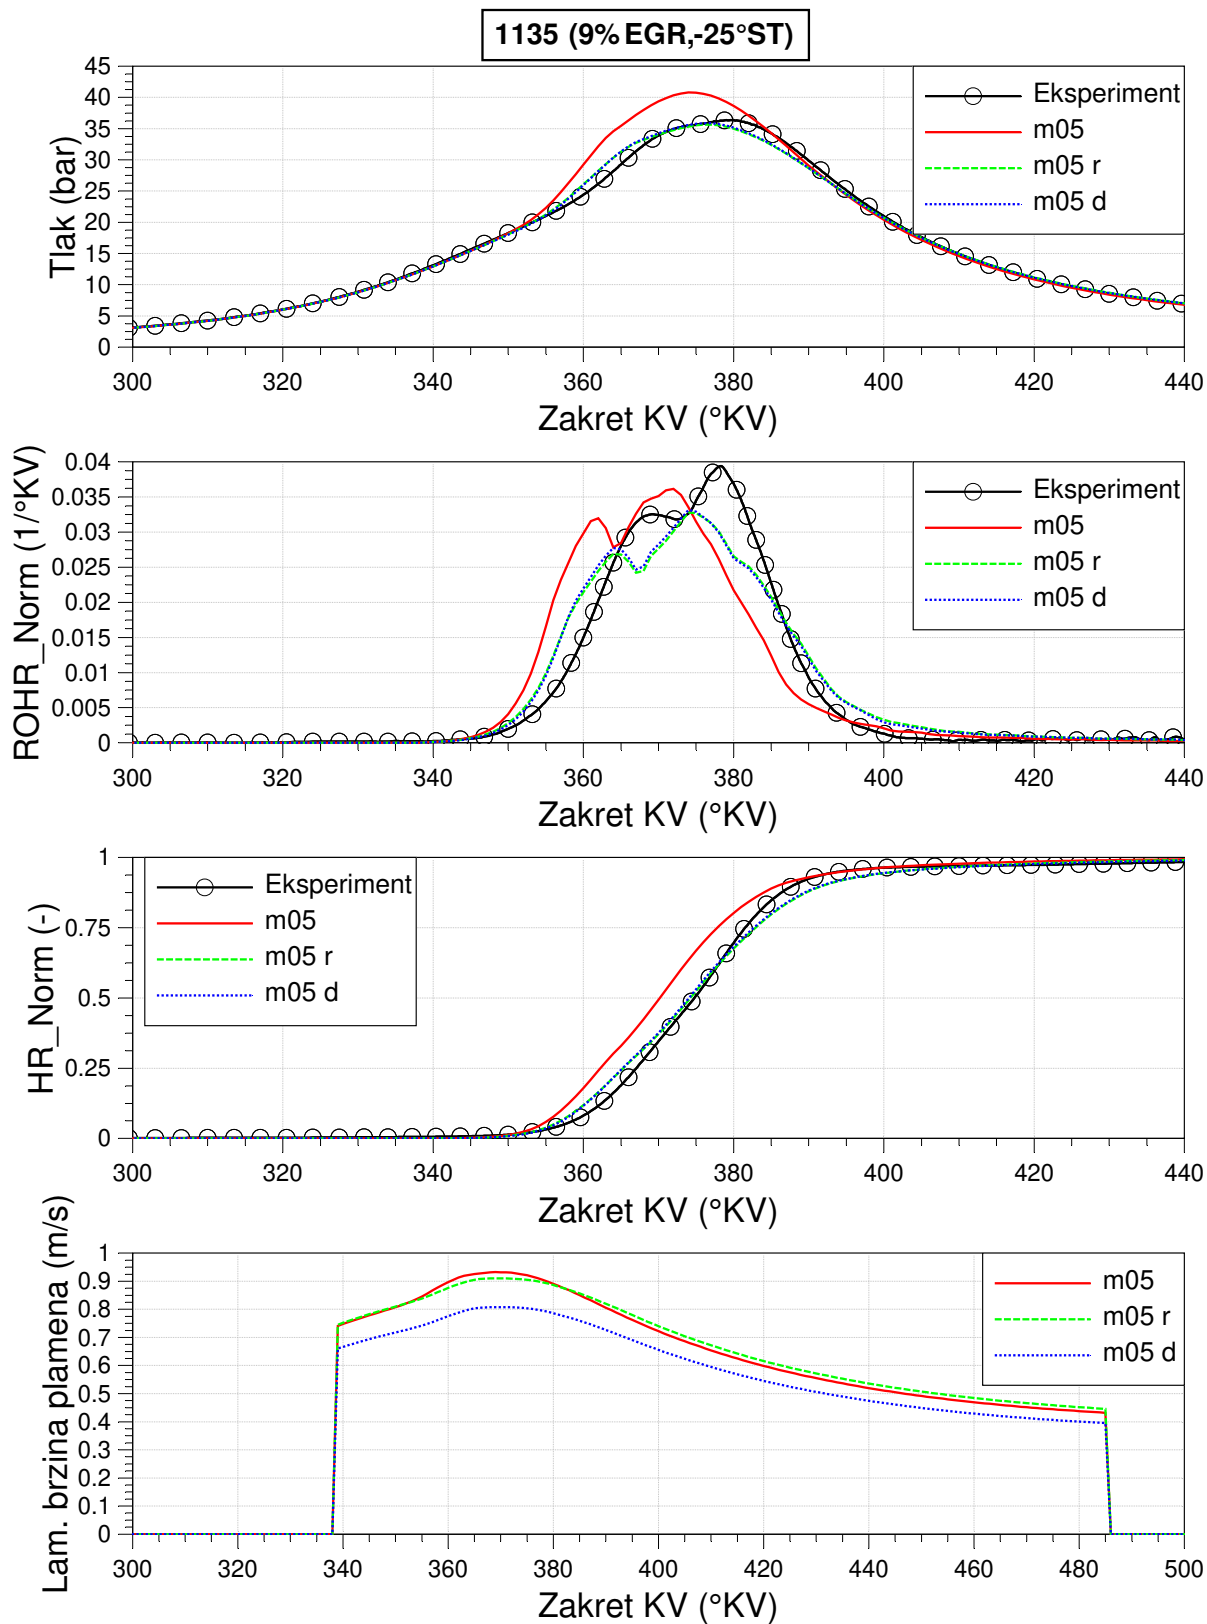 1135 (9% EGR,-25°ST)
Tlak (bar)
45
40
35
30
25
20
15
10
5
0
Eksperiment
m05
m05 r
m05 d
300 320 340 360 380 400 420 440
Zakret KV (°KV)
ROHR_Norm (1/°KV)
0.04
0.035
0.03
0.025
0.02
0.015
0.01
0.005
0
Eksperiment
m05
m05 r
m05 d
300 320 340 360 380 400 420 440
Zakret KV (°KV)
HR_Norm (-)
1
0.75
0.5
0.25
0
Eksperiment
m05
m05 r
m05 d
300 320 340 360 380 400 420 440
Zakret KV (°KV)
Lam. brzina plamena (m/s)
1
0.9
0.8
0.7
0.6
0.5
0.4
0.3
0.2
0.1
0
m05
m05 r
m05 d
300 320 340 360 380 400 420 440 460 480 500
Zakret KV (°KV)